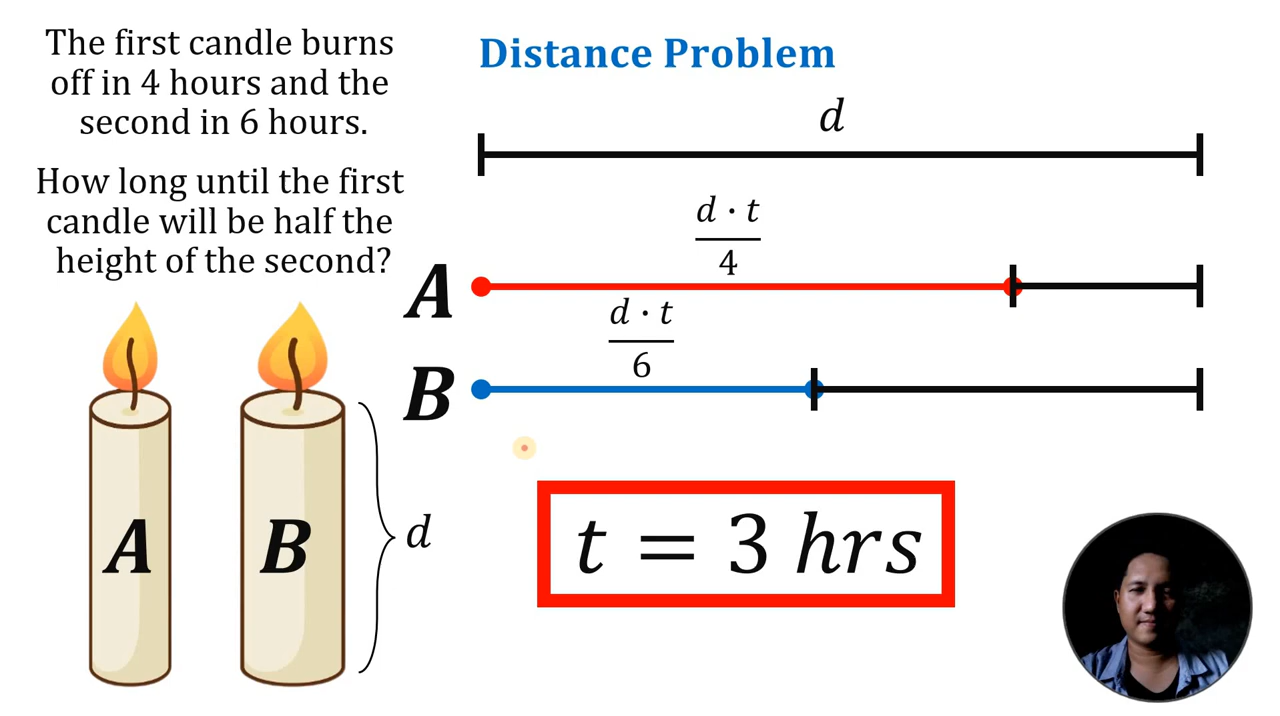 The first candle burns
off in 4 hours and the
second in 6 hours.
How long until the first
candle will be half the
height of the second?
Distance Problem
d
d · t
4
A
d · t
6
B
A
B
d
t = 3 hrs